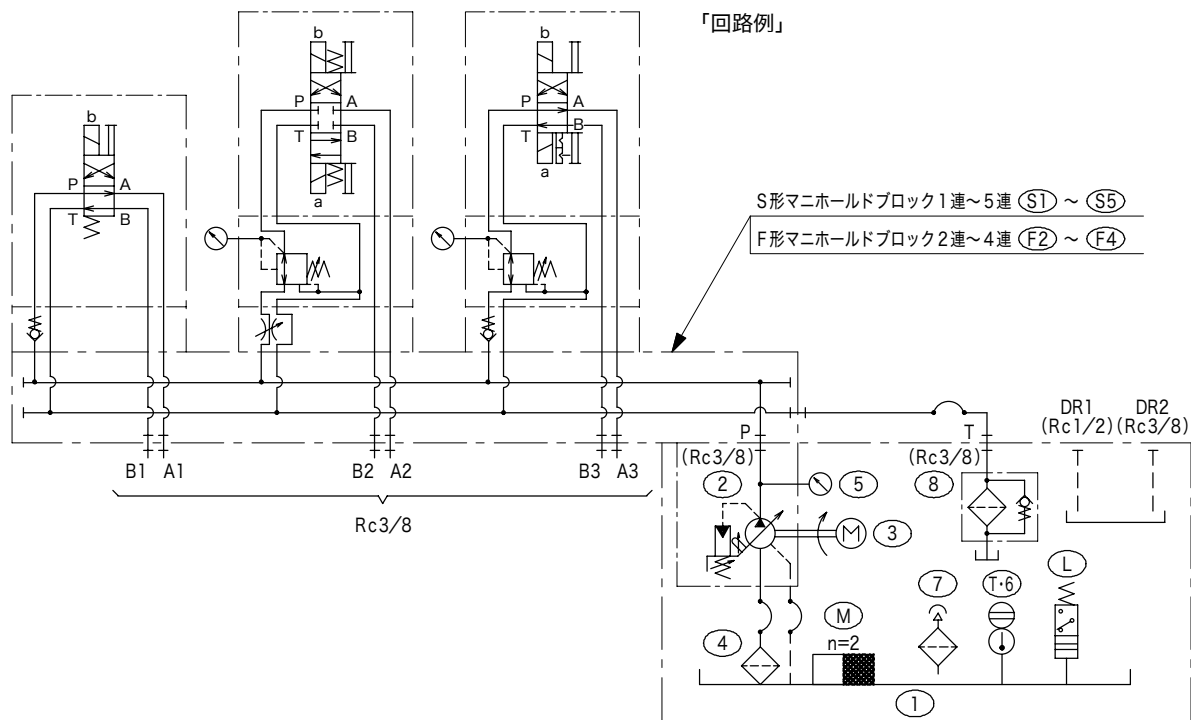 「回路例」
b
P
A
T
B
b
P
A
T
B
a
b
P
A
T
B
a
S形マニホールドブロック1連～5連 S1 ～ S5
F形マニホールドブロック2連～4連 F2 ～ F4
B1 A1
B2 A2
B3 A3
Rc3/8
P
(Rc3/8)
T
(Rc3/8)
DR1
(Rc1/2)
DR2
(Rc3/8)
2
5
M
3
8
4
M
n=2
7
T・6
L
1